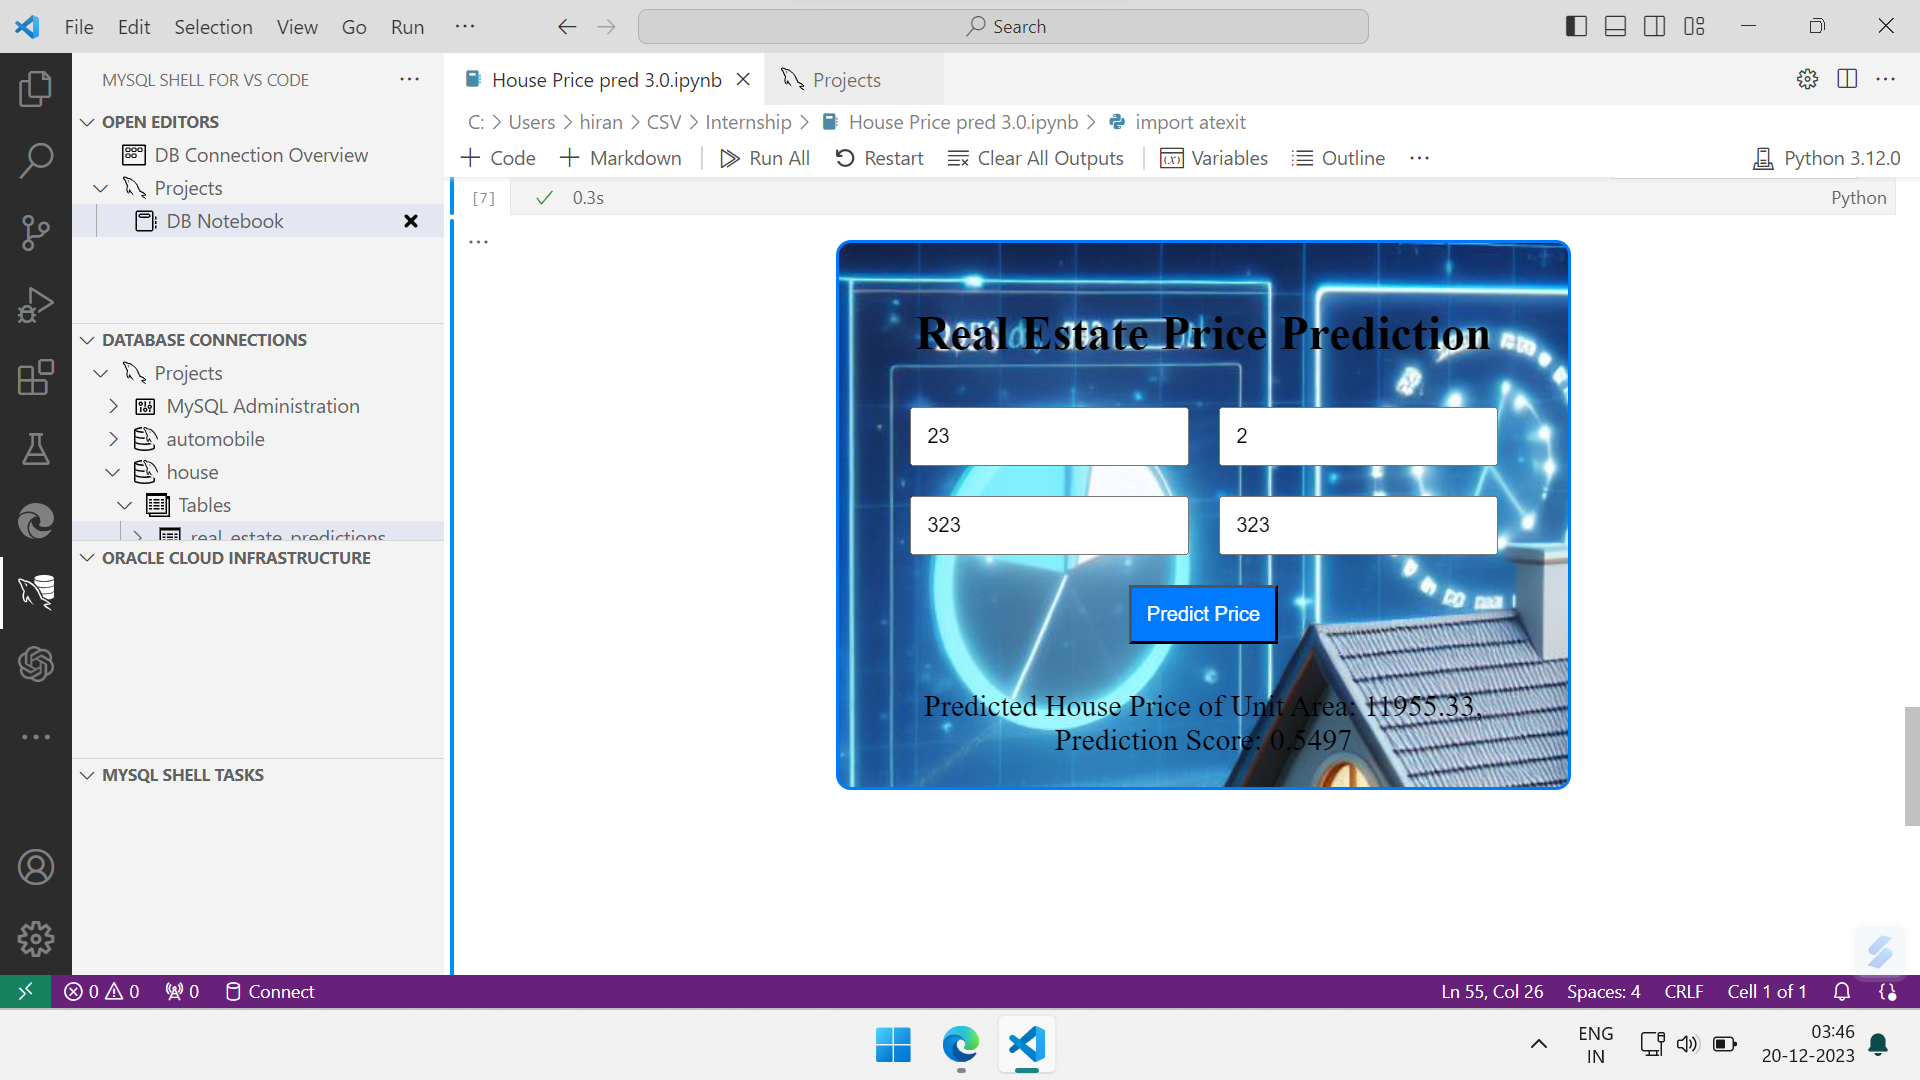 File Edit Selection View Go Run ··· Search
MYSQL SHELL FOR VS CODE ···
OPEN EDITORS
DB Connection Overview
Projects
DB Notebook
DATABASE CONNECTIONS
Projects
MySQL Administration
automobile
house
Tables
real_estate_predictions
ORACLE CLOUD INFRASTRUCTURE
MYSQL SHELL TASKS
House Price pred 3.0.ipynb Projects
C: > Users > hiran > CSV > Internship > House Price pred 3.0.ipynb > import atexit
+ Code + Markdown Run All Restart Clear All Outputs Variables Outline ··· Python 3.12.0
[7] 0.3s Python
Real Estate Price Prediction
23 2
323 323
Predict Price
Predicted House Price of Unit Area: 11955.33,
Prediction Score: 0.5497
0 0 0 Connect Ln 55, Col 26 Spaces: 4 CRLF Cell 1 of 1
ENG 03:46
IN 20-12-2023